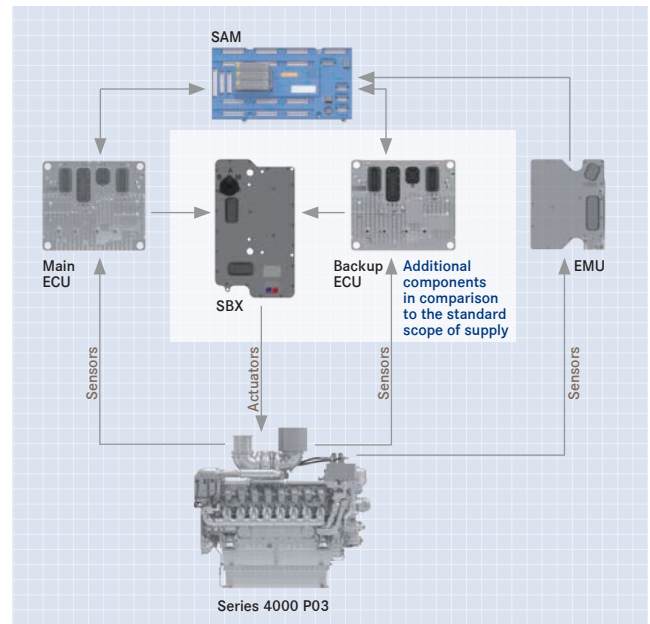 SAM
Main
ECU
SBX
Backup
ECU
Additional
components
in comparison
to the standard
scope of supply
EMU
Sensors
Actuators
Sensors
Sensors
Series 4000 P03